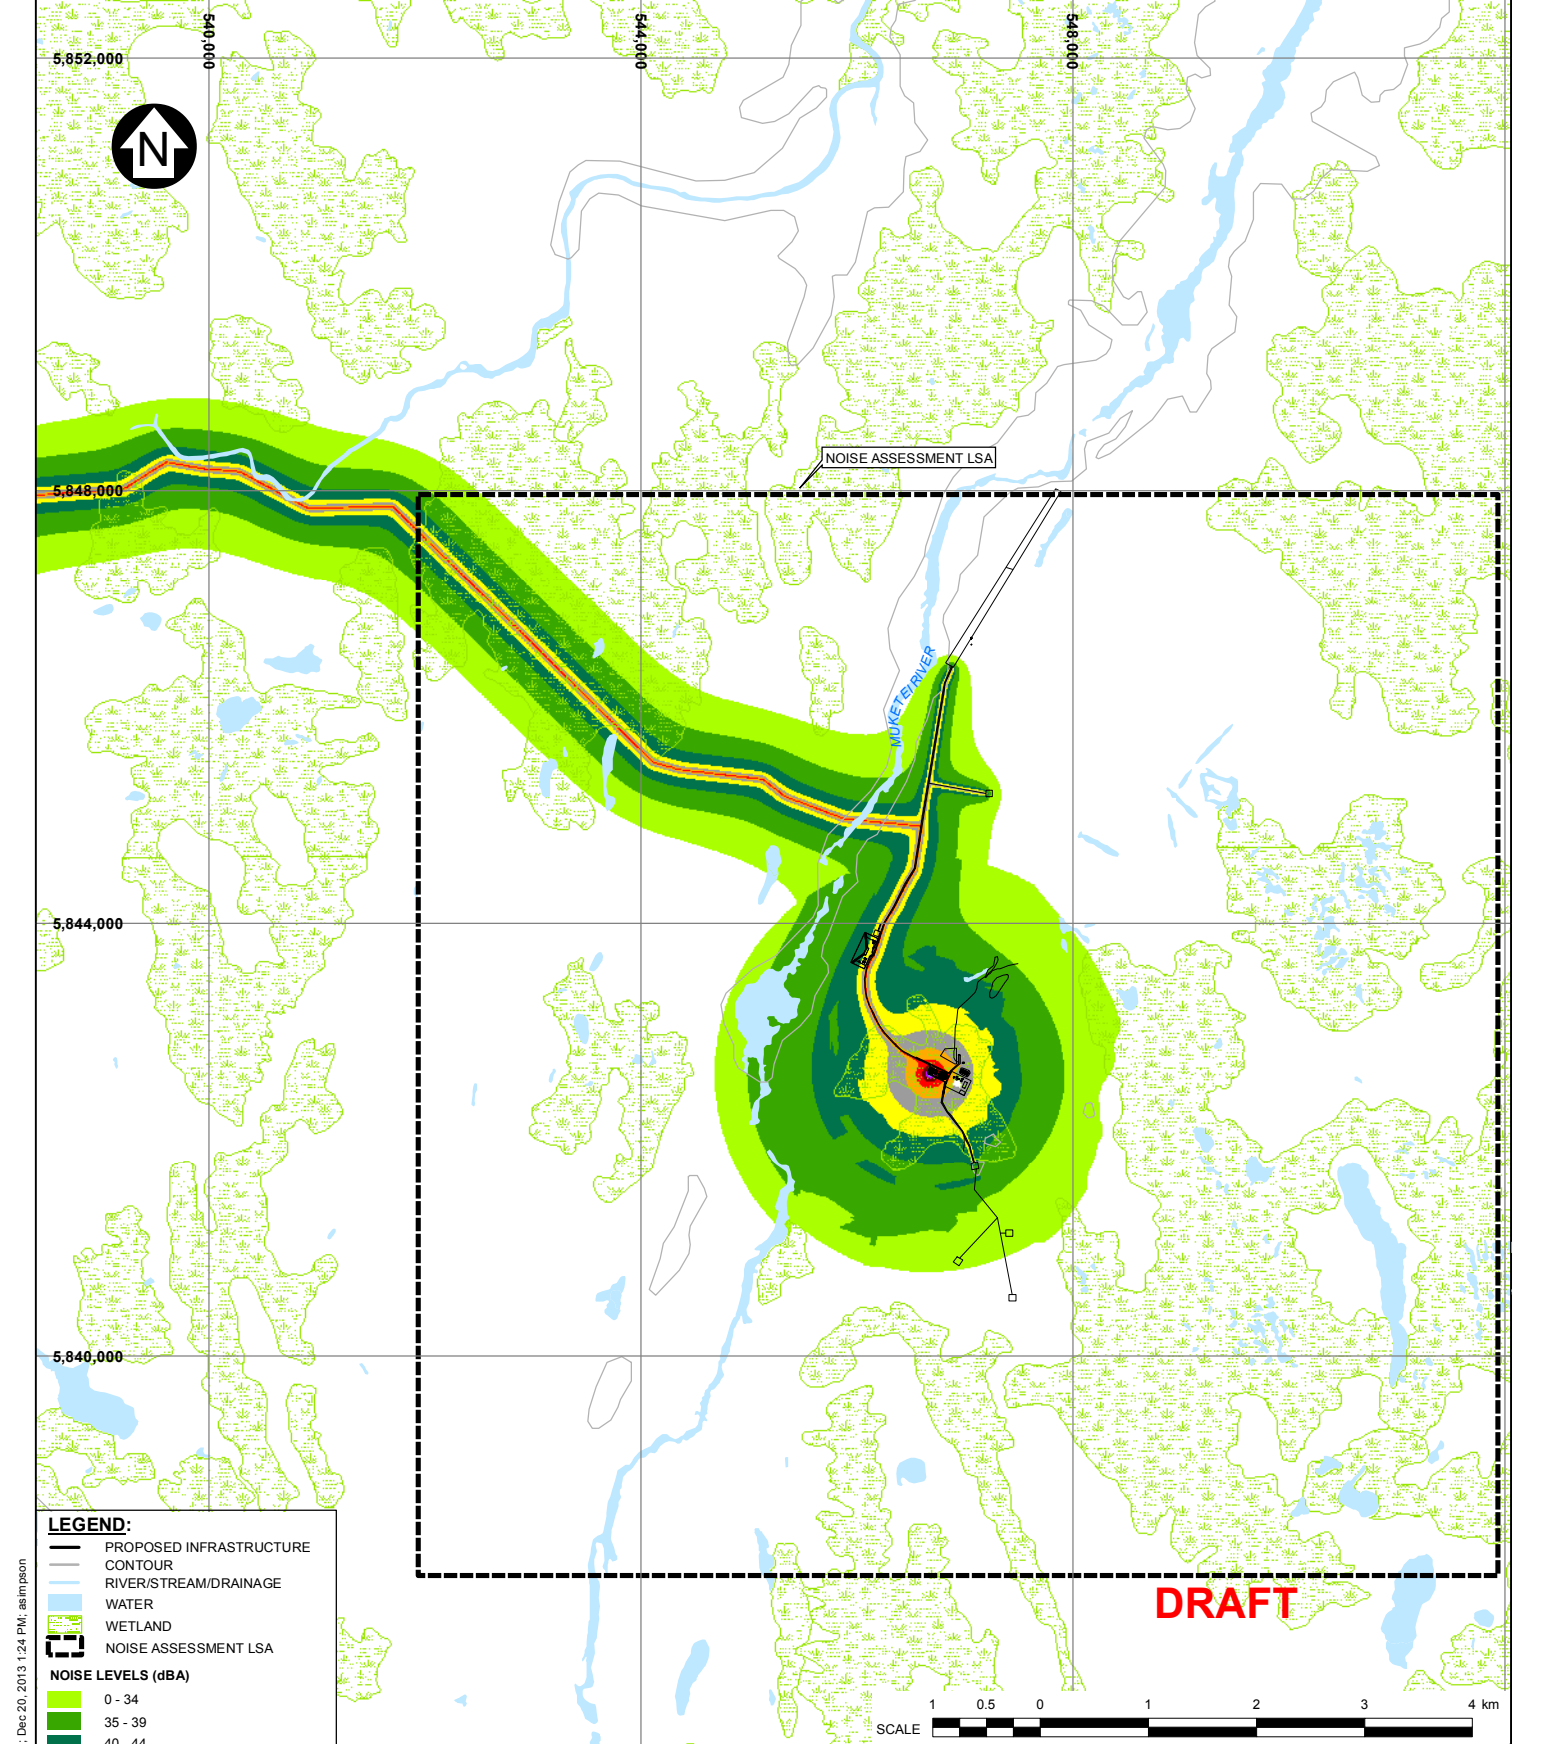 540,000
544,000
548,000
5,852,000
N
NOISE ASSESSMENT LSA
5,848,000
MUKETEI RIVER
5,844,000
5,840,000
LEGEND:
PROPOSED INFRASTRUCTURE
CONTOUR
RIVER/STREAM/DRAINAGE
WATER
WETLAND
NOISE ASSESSMENT LSA
NOISE LEVELS (dBA)
0 - 34
35 - 39
40 - 44
DRAFT
1 0.5 0 1 2 3 4 km
SCALE
; Dec 20, 2013 1:24 PM; asimpson